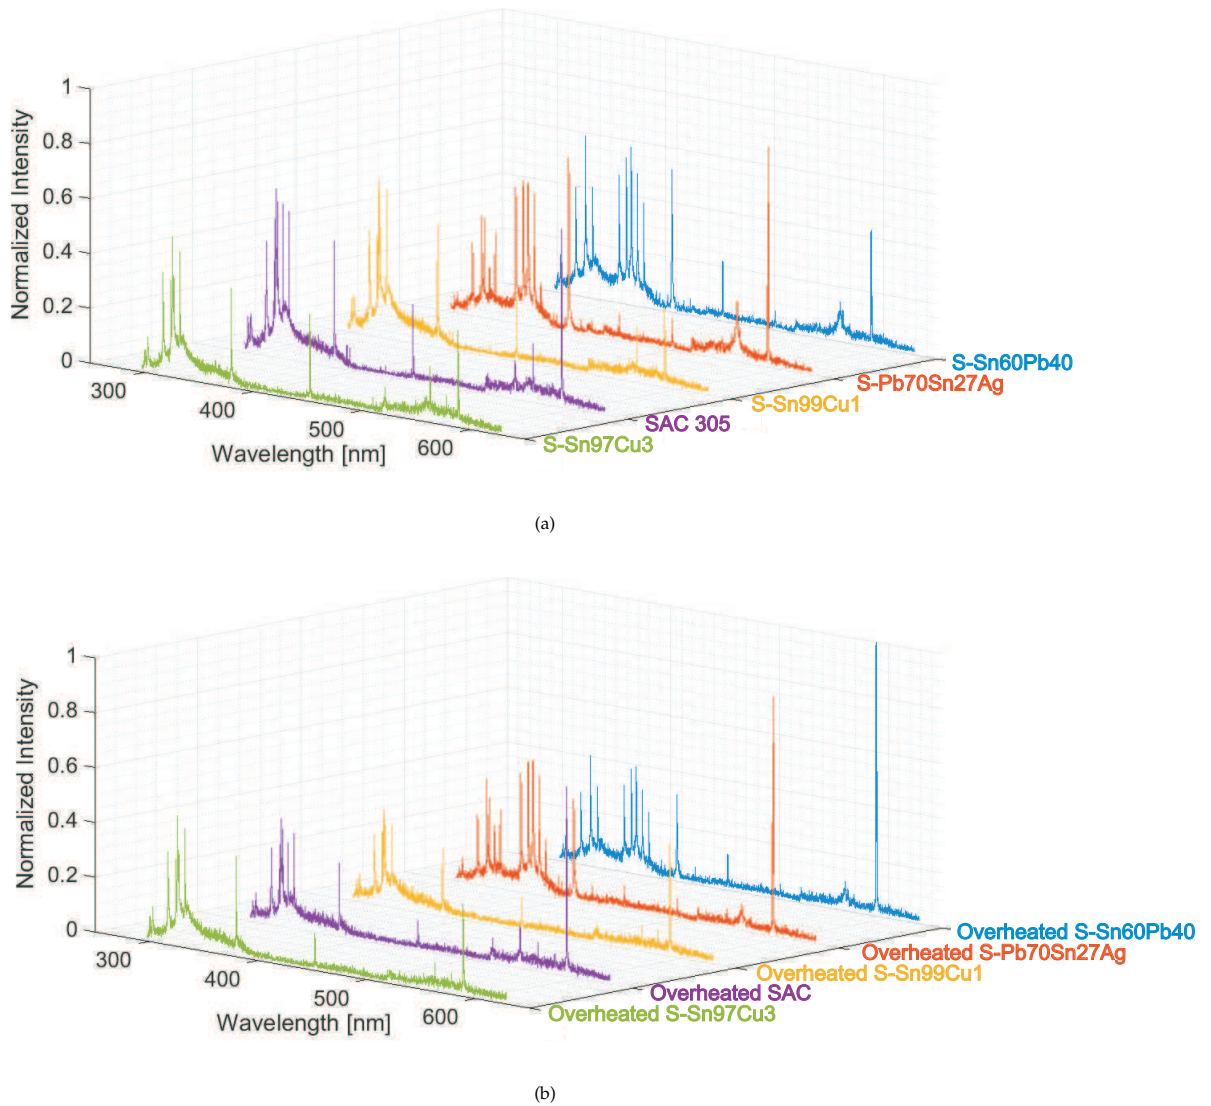 1
0.8
0.6
0.4
0.2
0
Normalized Intensity
300
400
500
600
Wavelength [nm]
S-Sn60Pb40
S-Pb70Sn27Ag
S-Sn99Cu1
SAC 305
S-Sn97Cu3
(a)
1
0.8
0.6
0.4
0.2
0
Normalized Intensity
300
400
500
600
Wavelength [nm]
Overheated S-Sn60Pb40
Overheated S-Pb70Sn27Ag
Overheated S-Sn99Cu1
Overheated SAC
Overheated S-Sn97Cu3
(b)